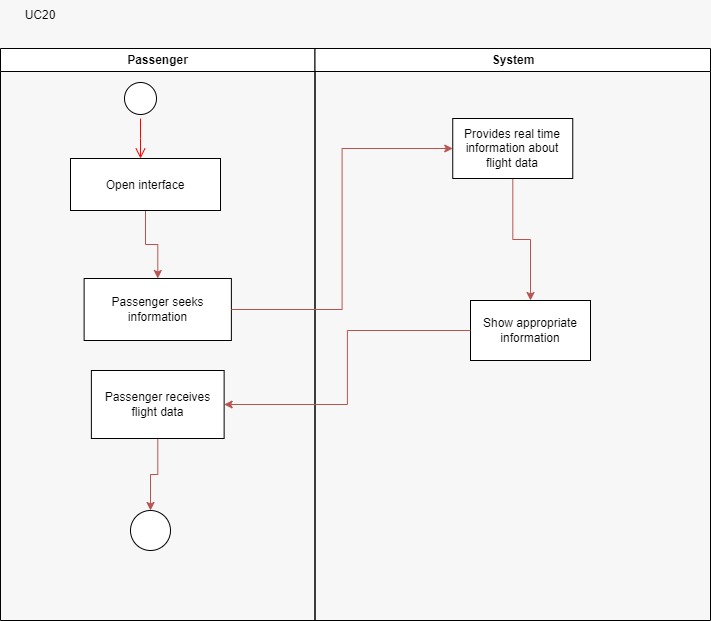 UC20
Passenger
System
Open interface
Passenger seeks
information
Provides real time
information about
flight data
Show appropriate
information
Passenger receives
flight data